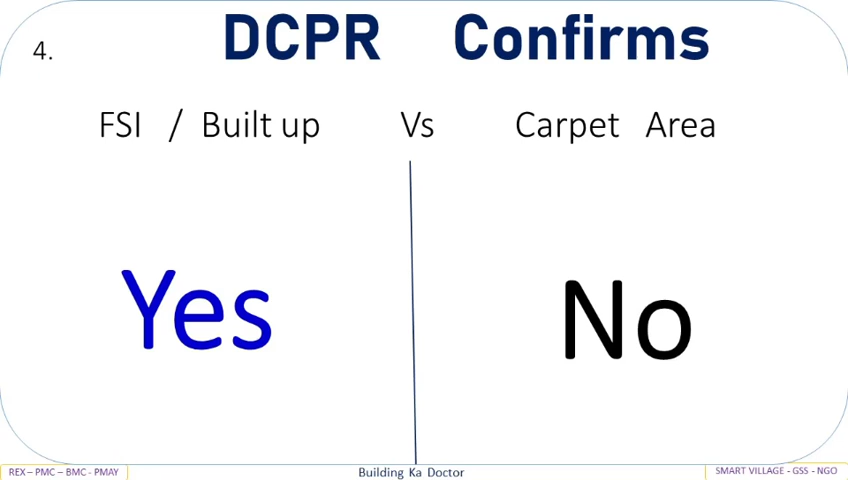 4.
DCPR Confirms
FSI / Built up Vs Carpet Area
Yes No
REX – PMC – BMC - PMAY Building Ka Doctor SMART VILLAGE - GSS - NGO